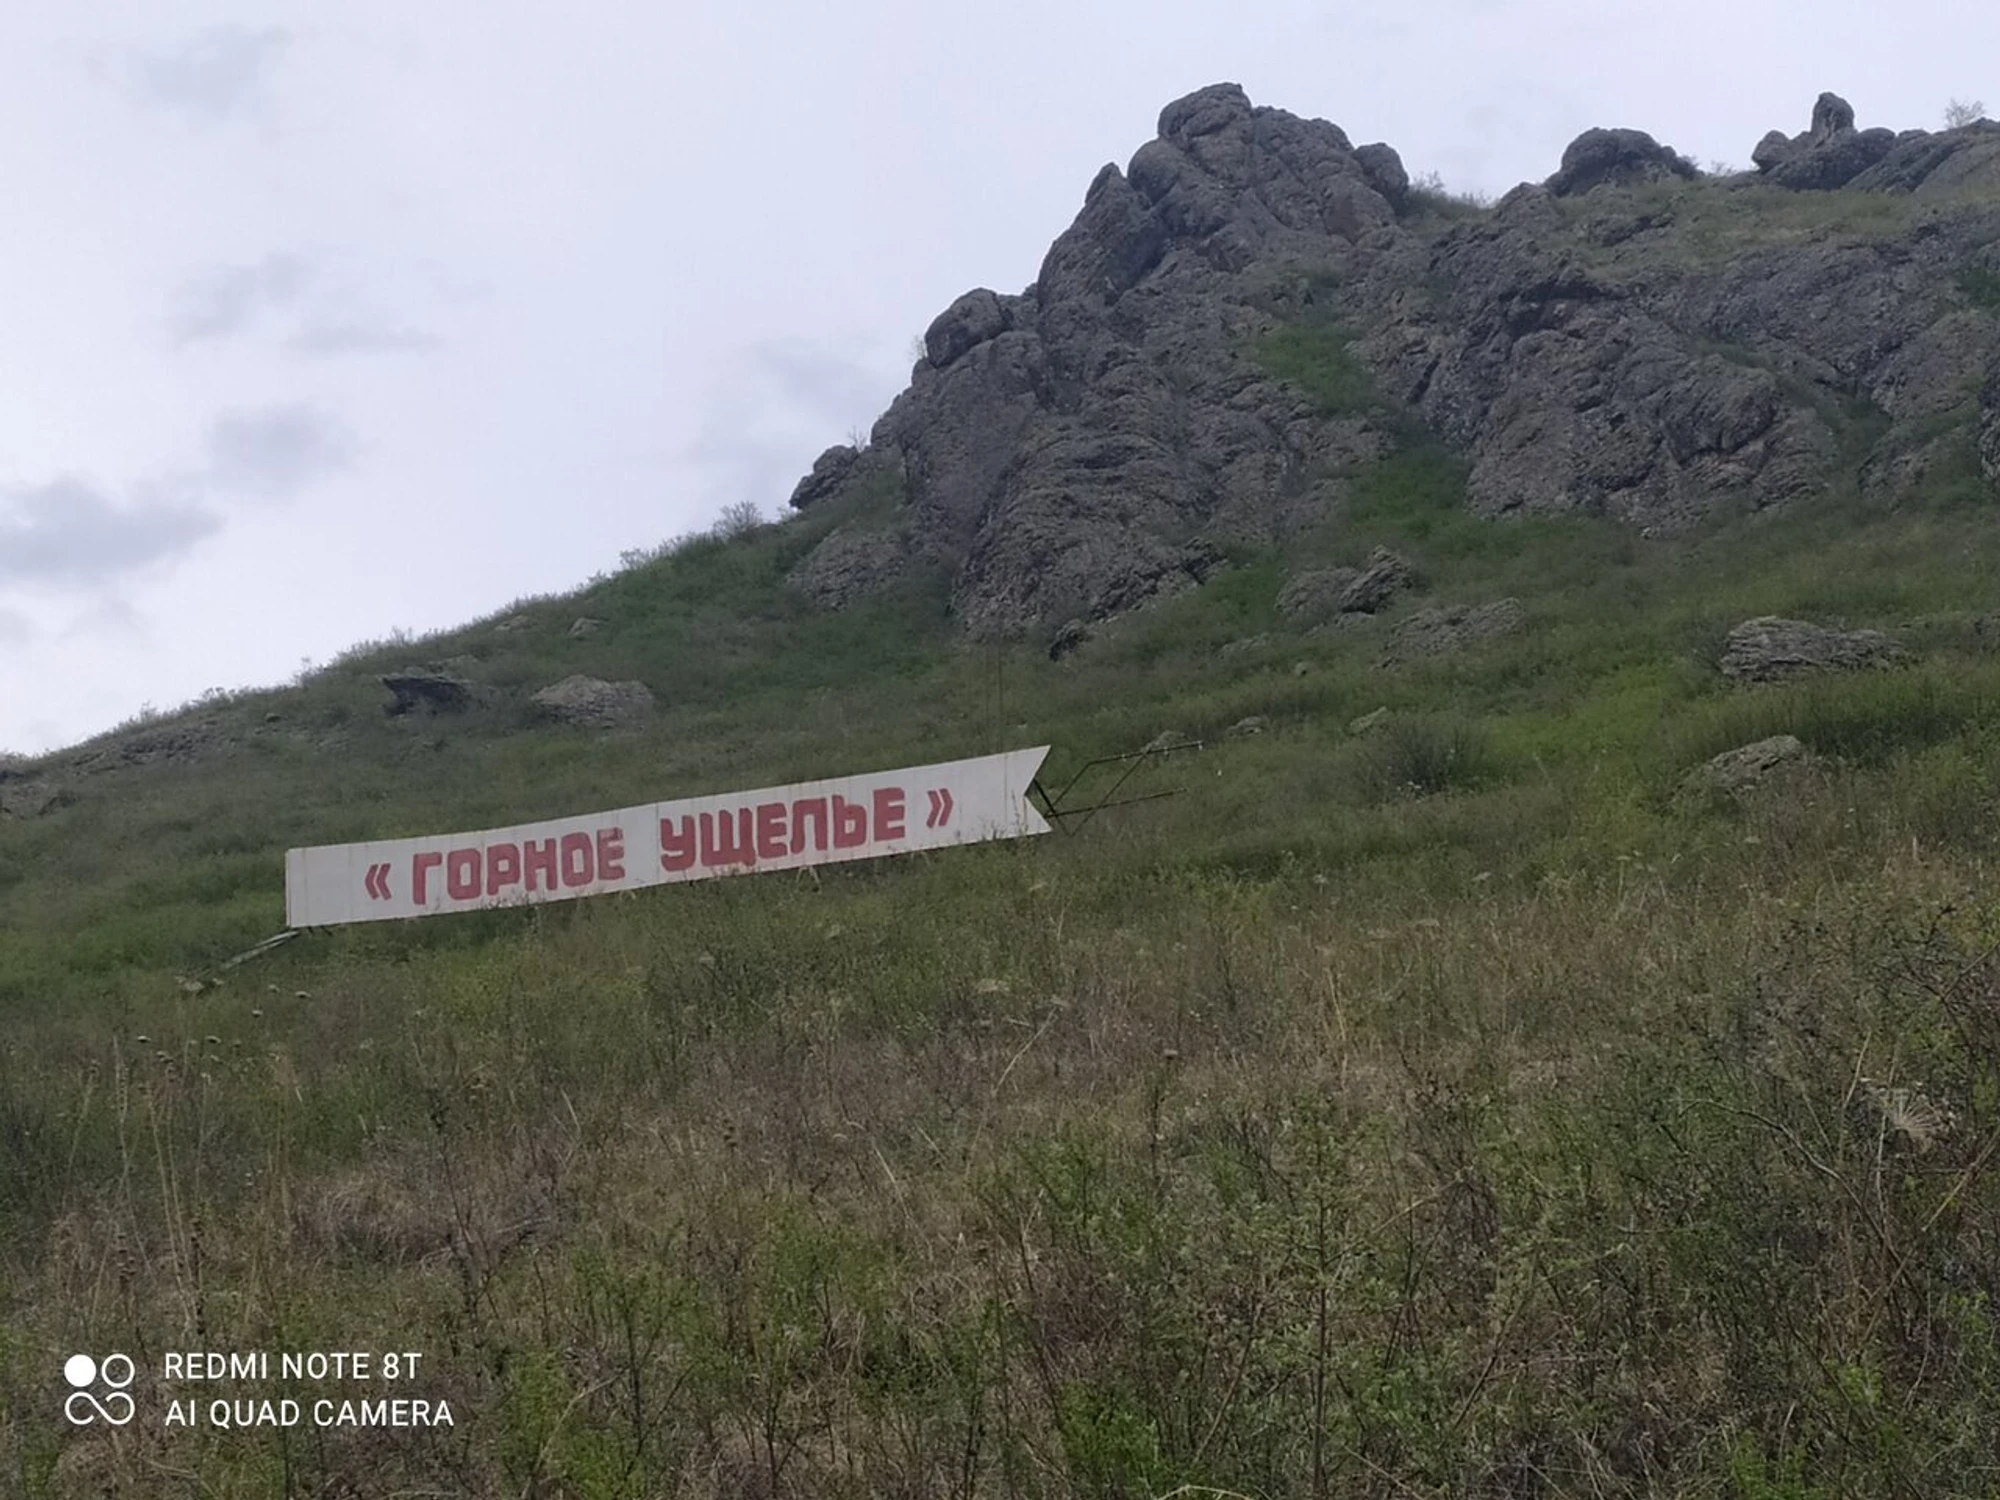 « ГОРНОЕ УЩЕЛЬЕ »
REDMI NOTE 8T
AI QUAD CAMERA